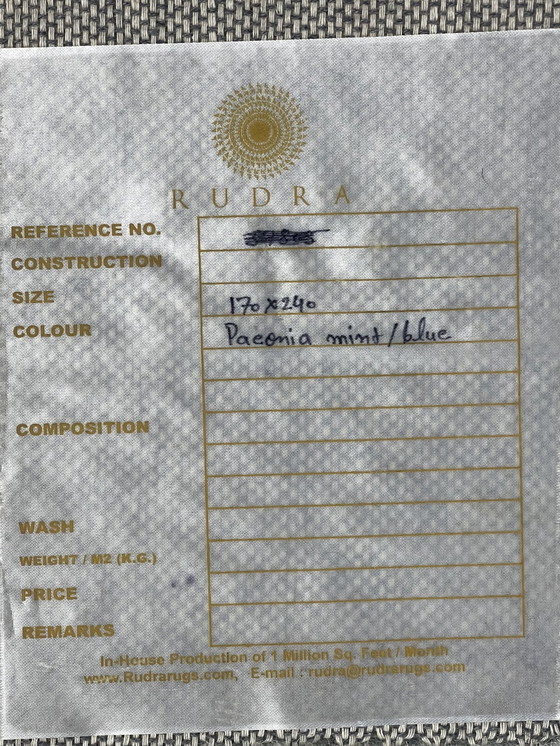 RUDRA
REFERENCE NO.
CONSTRUCTION
SIZE 170 x 240
COLOUR Paeonia mint/blue
COMPOSITION
WASH
WEIGHT / M2 (K.G.)
PRICE
REMARKS
In-House Production of 1 Million Sq. Feet / Month
www.Rudrarugs.com, E-mail : rudra@rudrarugs.com